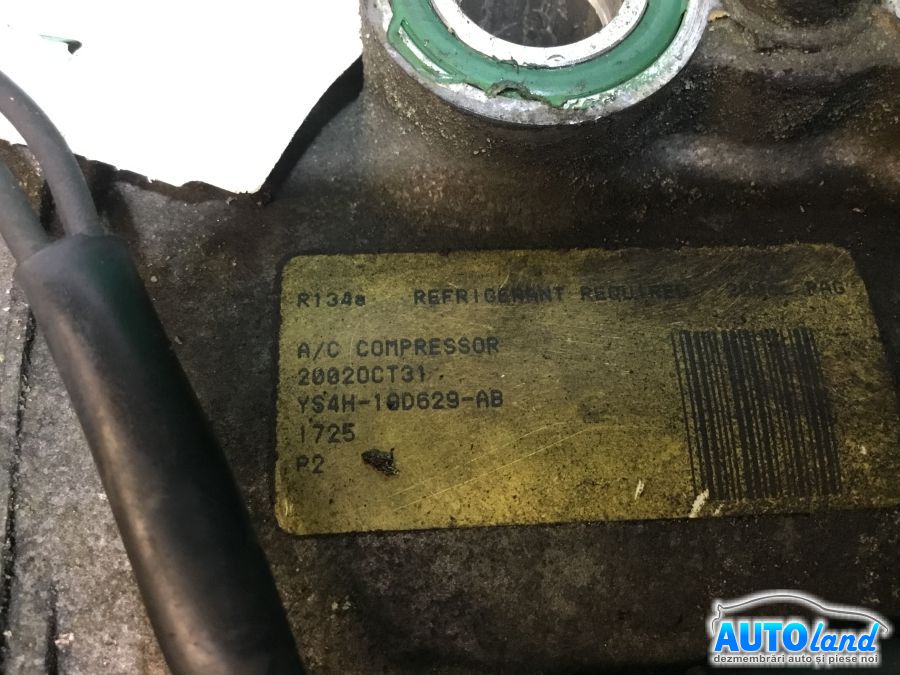 R134a REFRIGERANT REQUIRED PAG
A/C COMPRESSOR
2002OCT31
YS4H-19D629-AB
1725
P2
AUTOland
dezmembrări auto și piese noi